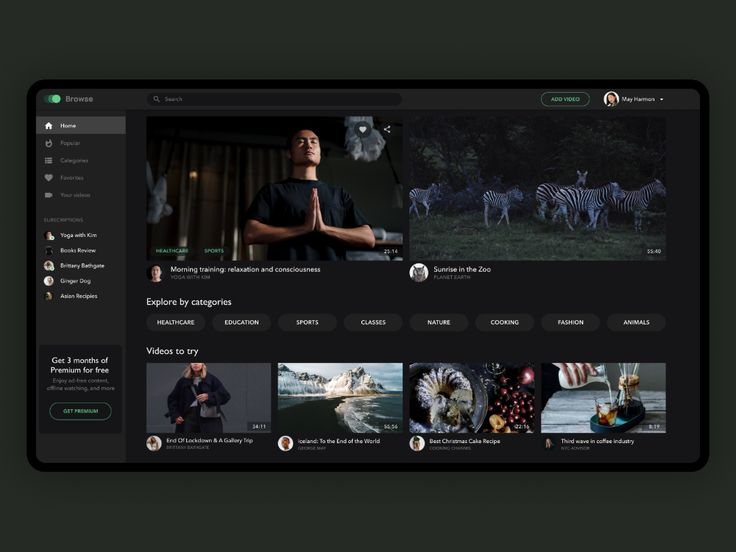 Browse
Search
ADD VIDEO
May Harmon
Home
Popular
Categories
Favorites
Your videos
SUBSCRIPTIONS
Yoga with Kim
Books Review
Brittany Bathgate
Ginger Dog
Asian Recipies
Get 3 months of
Premium for free
Enjoy ad-free content,
offline watching, and more
GET PREMIUM
HEALTHCARE
SPORTS
25:14
Morning training: relaxation and consciousness
YOGA WITH KIM
55:40
Sunrise in the Zoo
PLANET EARTH
Explore by categories
HEALTHCARE
EDUCATION
SPORTS
CLASSES
NATURE
COOKING
FASHION
ANIMALS
Videos to try
34:11
End Of Lockdown & A Gallery Trip
BRITTANY BATHGATE
55:56
iceland: To the End of the World
GEORGE MAY
22:16
Best Christmas Cake Recipe
COOKING CHANNEL
8:19
Third wave in coffee industry
NYC ADVISOR